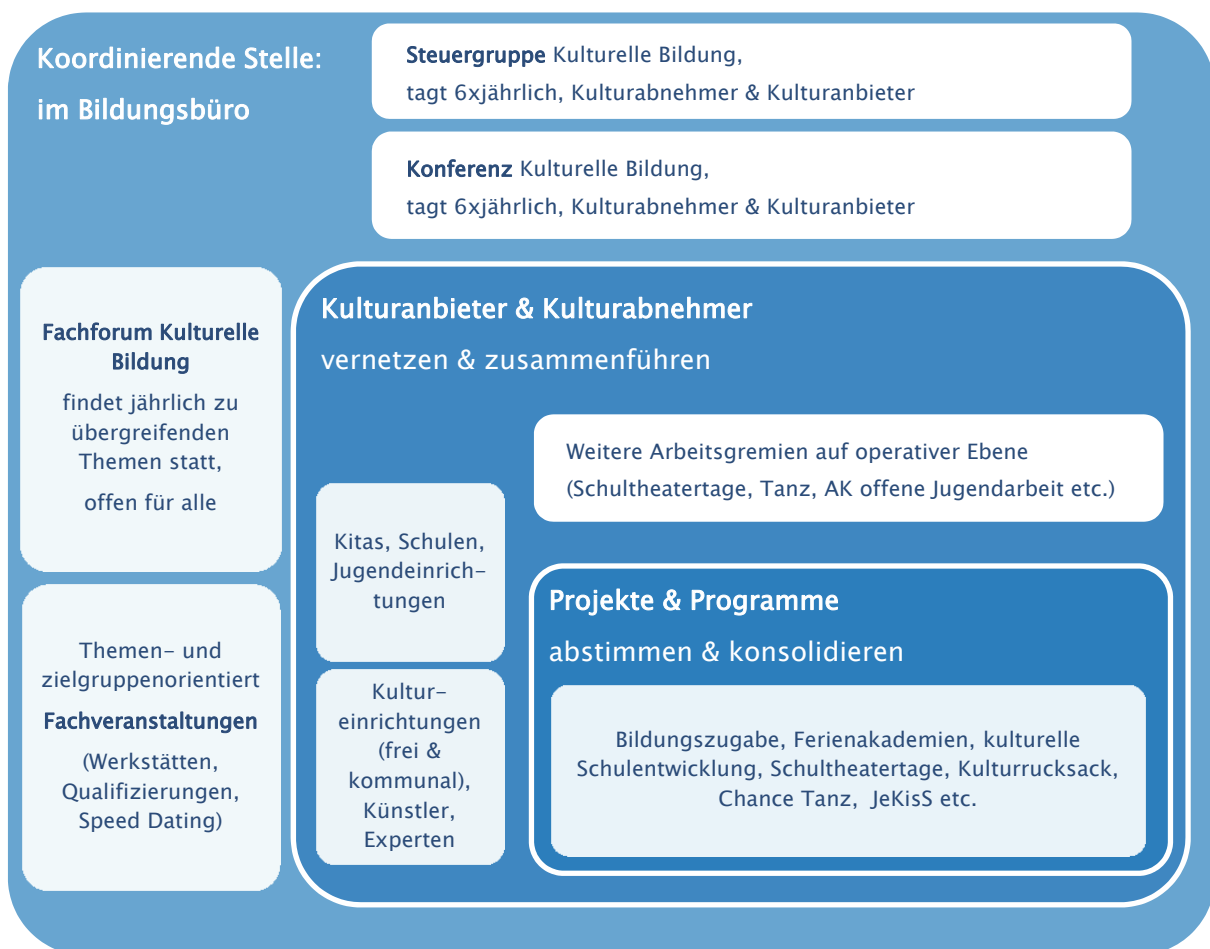 Koordinierende Stelle:
im Bildungsbüro
Steuergruppe Kulturelle Bildung,
tagt 6xjährlich, Kulturabnehmer & Kulturanbieter
Konferenz Kulturelle Bildung,
tagt 6xjährlich, Kulturabnehmer & Kulturanbieter
Fachforum Kulturelle
Bildung
findet jährlich zu
übergreifenden
Themen statt,
offen für alle
Themen- und
zielgruppenorientiert
Fachveranstaltungen
(Werkstätten,
Qualifizierungen,
Speed Dating)
Kulturanbieter & Kulturabnehmer
vernetzen & zusammenführen
Weitere Arbeitsgremien auf operativer Ebene
(Schultheatertage, Tanz, AK offene Jugendarbeit etc.)
Kitas, Schulen,
Jugendeinrich-
tungen
Kultur-
einrichtungen
(frei &
kommunal),
Künstler,
Experten
Projekte & Programme
abstimmen & konsolidieren
Bildungszugabe, Ferienakademien, kulturelle
Schulentwicklung, Schultheatertage, Kulturrucksack,
Chance Tanz, JeKisS etc.